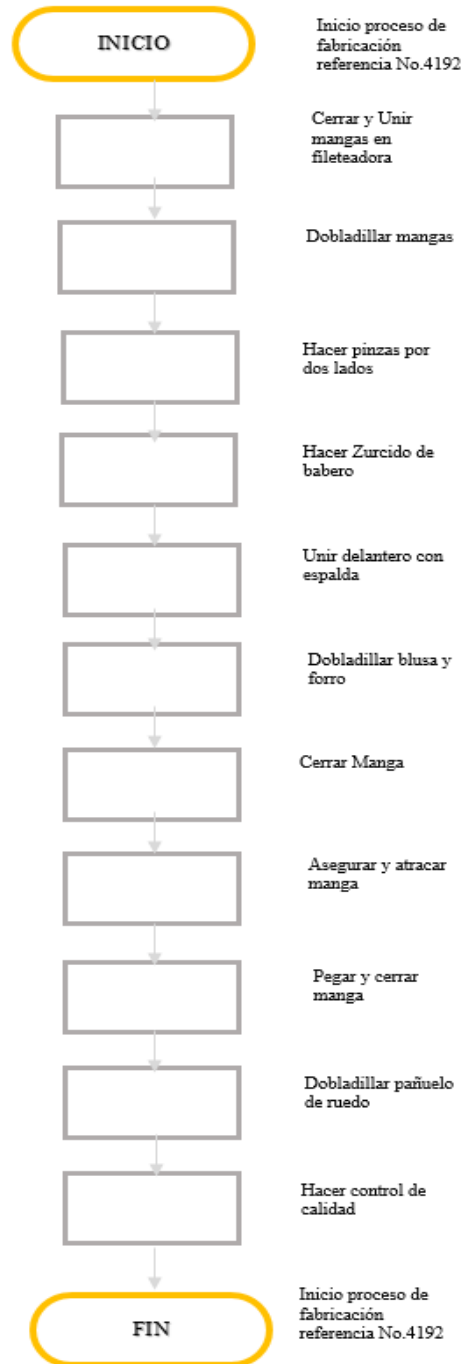 INICIO
Inicio proceso de
fabricación
referencia No.4192
Cerrar y Unir
mangas en
fileteadora
Dobladillar mangas
Hacer pinzas por
dos lados
Hacer Zurcido de
babero
Unir delantero con
espalda
Dobladillar blusa y
forro
Cerrar Manga
Asegurar y atracar
manga
Pegar y cerrar
manga
Dobladillar pañuelo
de ruedo
Hacer control de
calidad
FIN
Inicio proceso de
fabricación
referencia No.4192